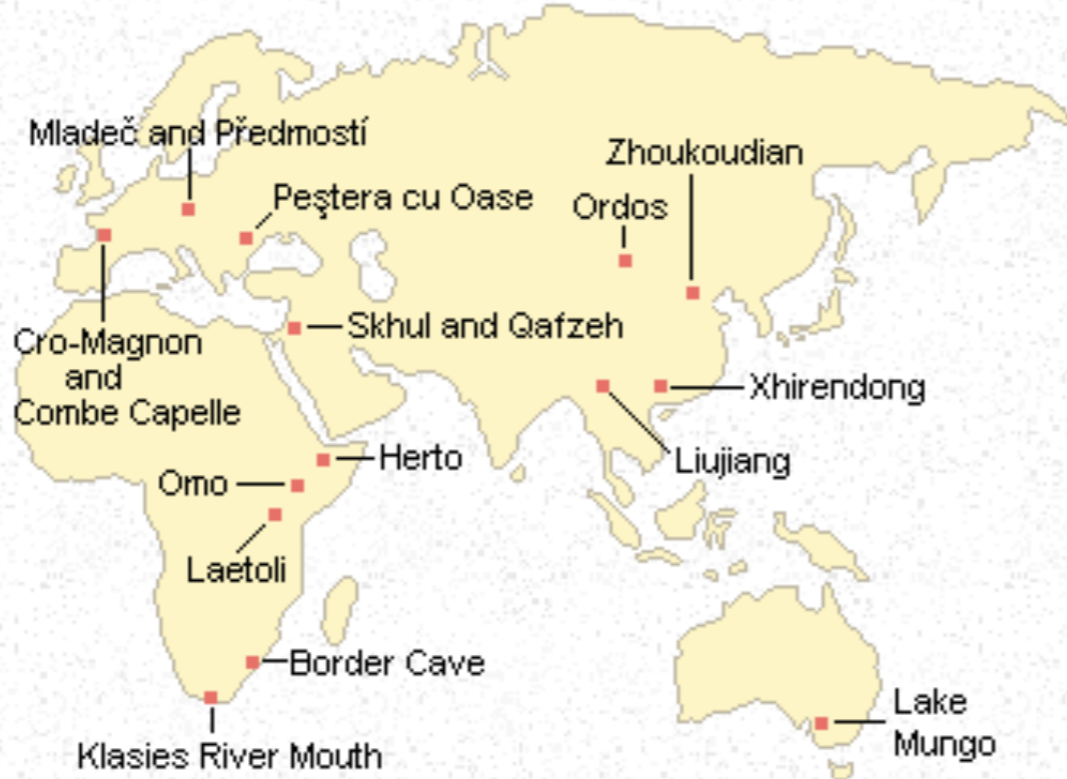 Mladeč and Předmostí
Zhoukoudian
Peştera cu Oase
Ordos
Skhul and Qafzeh
Cro-Magnon
and
Combe Capelle
Xhirendong
Liujiang
Herto
Omo
Laetoli
Border Cave
Klasies River Mouth
Lake
Mungo